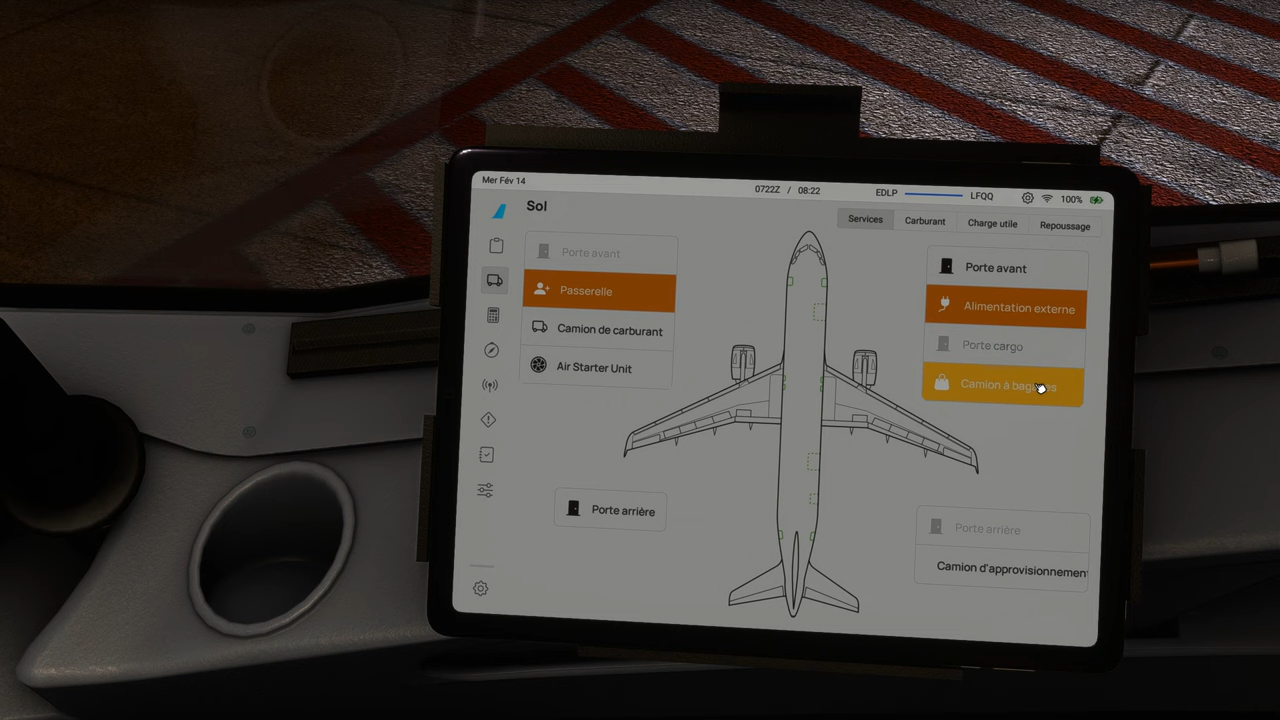 Mer Fév 14
0722Z / 08:22
EDLP
LFQQ
100%
Sol
Services
Carburant
Charge utile
Repoussage
Porte avant
Passerelle
Camion de carburant
Air Starter Unit
Porte avant
Alimentation externe
Porte cargo
Camion à bagages
Porte arrière
Porte arrière
Camion d'approvisionnemen